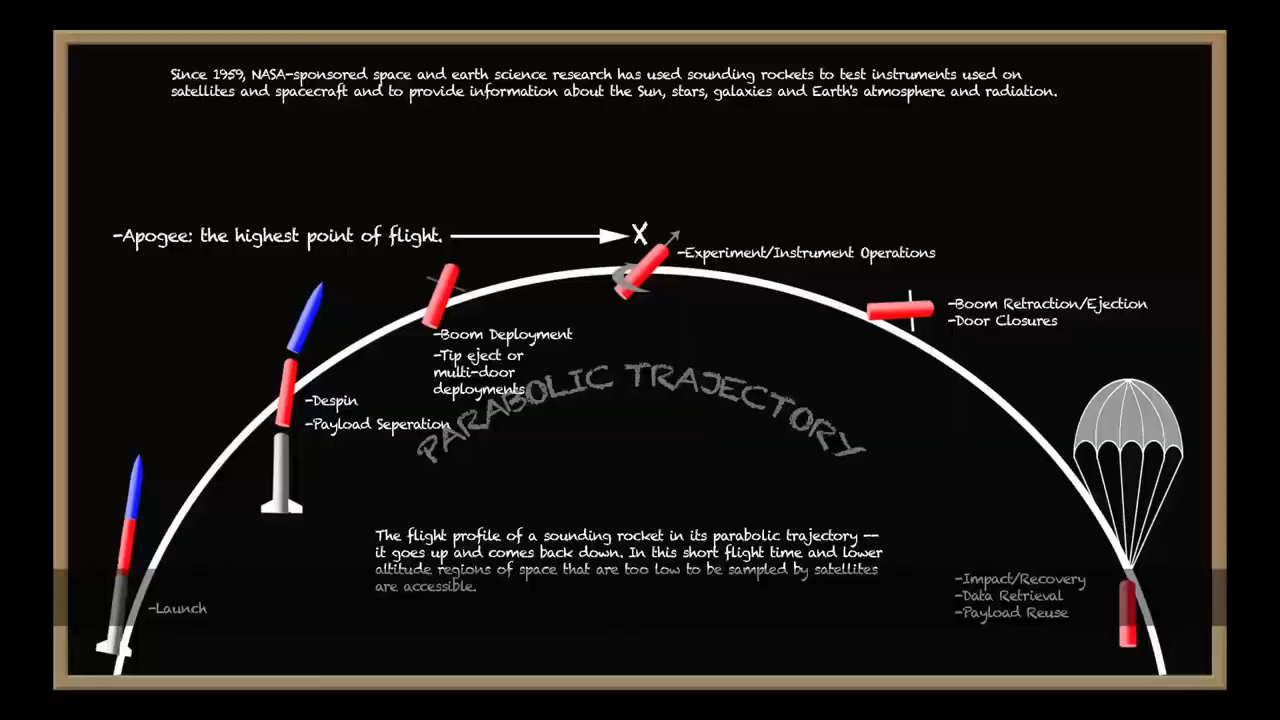 Since 1959, NASA-sponsored space and earth science research has used sounding rockets to test instruments used on
satellites and spacecraft and to provide information about the Sun, stars, galaxies and Earth's atmosphere and radiation.
-Apogee: the highest point of flight.
X
-Experiment/Instrument Operations
-Boom Retraction/Ejection
-Door Closures
-Boom Deployment
-Tip eject or
multi-door
deployments
PARABOLIC TRAJECTORY
-Despin
-Payload Seperation
The flight profile of a sounding rocket in its parabolic trajectory --
it goes up and comes back down. In this short flight time and lower
altitude regions of space that are too low to be sampled by satellites
are accessible.
-Launch
-Impact/Recovery
-Data Retrieval
-Payload Reuse